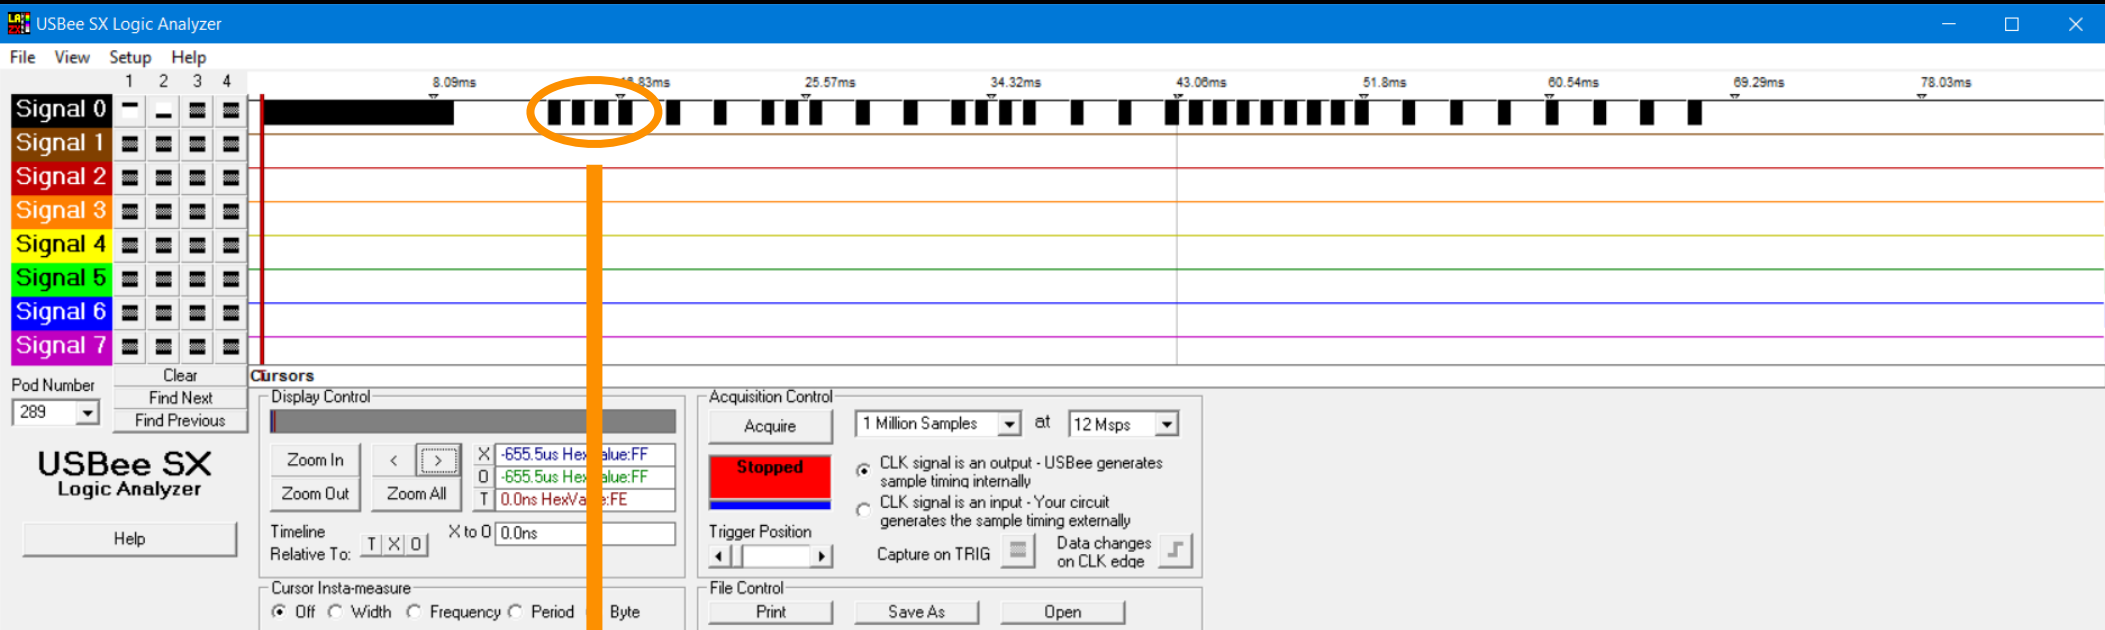 USBee SX Logic Analyzer
File View Setup Help
1 2 3 4
8.09ms 25.57ms 34.32ms 43.06ms 51.8ms 60.54ms 69.29ms 78.03ms
Signal 0
Signal 1
Signal 2
Signal 3
Signal 4
Signal 5
Signal 6
Signal 7
Cursors
Clear
Find Next
Find Previous
Pod Number
289
USBee SX
Logic Analyzer
Help
Display Control
Zoom In < >
Zoom Out Zoom All
X -655.5us Hex
O -655.5us Hex
T 0.0ns
Timeline
Relative To: T X O
X to O 0.0ns
Cursor Insta-measure
Off Width Frequency Period Byte
Acquisition Control
Acquire 1 Million Samples at 12 Msps
Stopped
CLK signal is an output - USBee generates
sample timing internally
CLK signal is an input - Your circuit
generates the sample timing externally
Trigger Position
Capture on TRIG
Data changes
on CLK edge
File Control
Print Save As Open